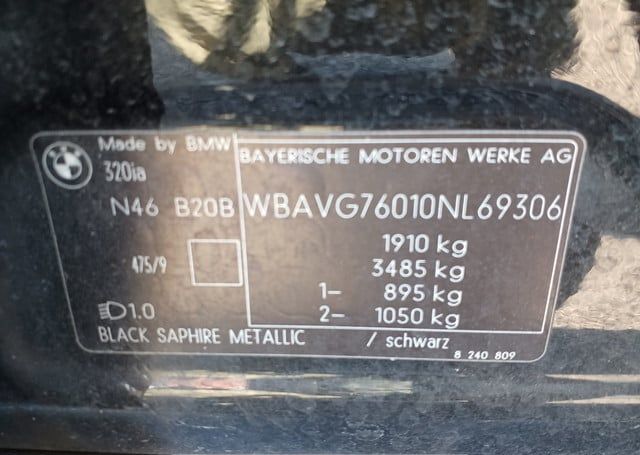 Made by BMW
320ia
N46 B20B
BAYERISCHE MOTOREN WERKE AG
WBAVG76010NL69306
1910 kg
475/9
3485 kg
1- 895 kg
2- 1050 kg
1.0
BLACK SAPHIRE METALLIC / schwarz
8 240 809